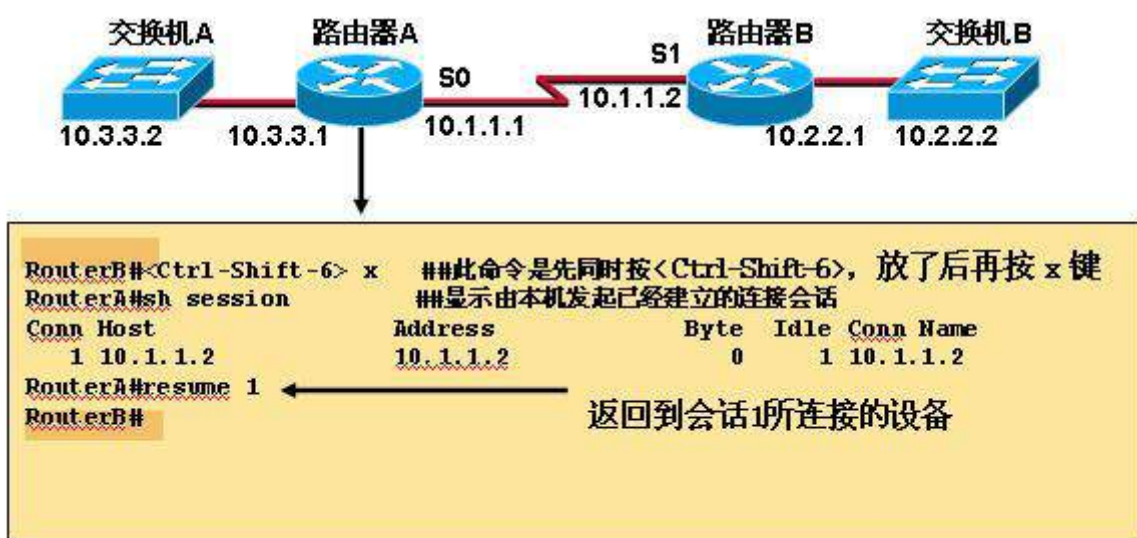 交换机A 路由器A 路由器B 交换机B
S0 S1
10.3.3.2 10.3.3.1 10.1.1.1 10.1.1.2 10.2.2.1 10.2.2.2
RouterB#<Ctrl-Shift-6> x ##此命令是先同时按<Ctrl-Shift-6>，放了后再按 x 键
RouterA#sh session ##显示由本机发起已经建立的连接会话
Conn Host Address Byte Idle Conn Name
1 10.1.1.2 10.1.1.2 0 1 10.1.1.2
RouterA#resume 1
返回到会话1所连接的设备
RouterB#